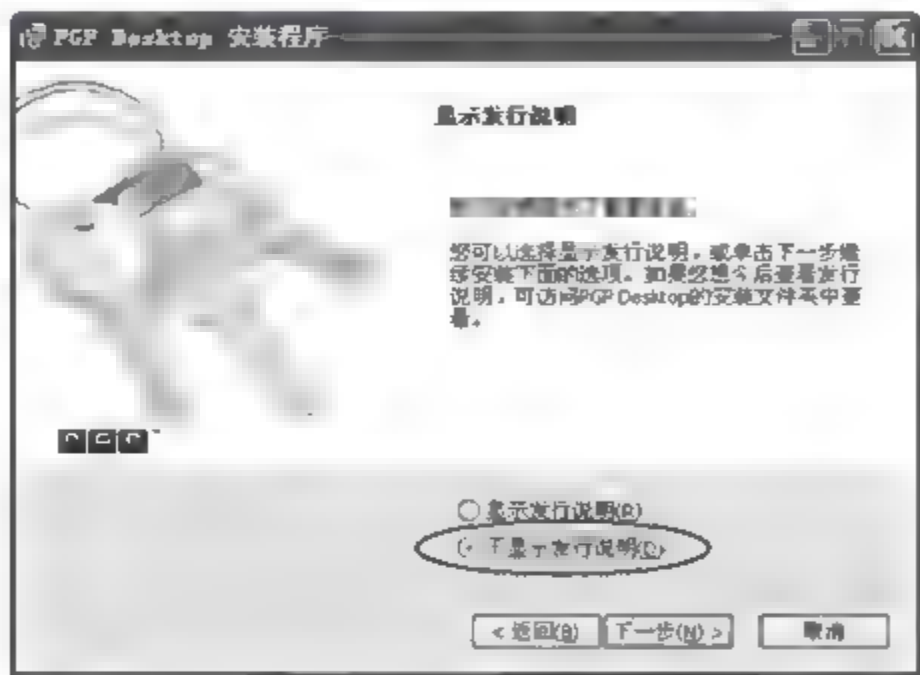 PGP Desktop 安装程序
显示发行说明
您可以选择显示发行说明，或单击下一步继
续安装下面的选项。如果您想今后查看发行
说明，可访问PGP Desktop的安装文件夹中查
看。
显示发行说明(R)
不显示发行说明(D)
< 返回(B) 下一步(N) > 取消